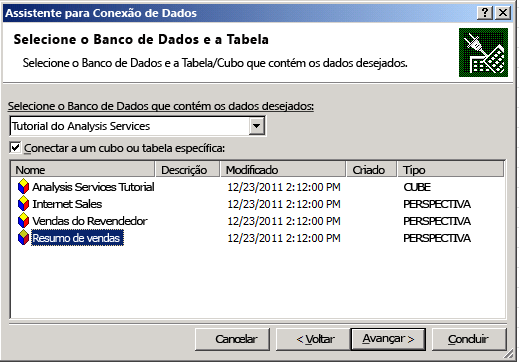 Assistente para Conexão de Dados
Selecione o Banco de Dados e a Tabela
Selecione o Banco de Dados e a Tabela/Cubo que contém os dados desejados.
Selecione o Banco de Dados que contém os dados desejados:
Tutorial do Analysis Services
Conectar a um cubo ou tabela específica:
Nome Descrição Modificado Criado Tipo
Analysis Services Tutorial 12/23/2011 2:12:00 PM CUBE
Internet Sales 12/23/2011 2:12:00 PM PERSPECTIVA
Vendas do Revendedor 12/23/2011 2:12:00 PM PERSPECTIVA
Resumo de vendas 12/23/2011 2:12:00 PM PERSPECTIVA
Cancelar < Voltar Avançar > Concluir